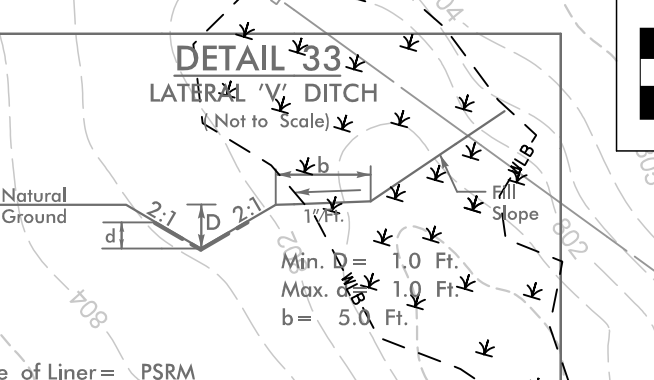 DETAIL 33
LATERAL 'V' DITCH
(Not to Scale)
Natural
Ground
2:1
D
2:1
d
b
1"/Ft.
Fill
Slope
Min. D = 1.0 Ft.
Max. d = 1.0 Ft.
b = 5.0 Ft.
e of Liner = PSRM
WLB
WLB
804
802
802